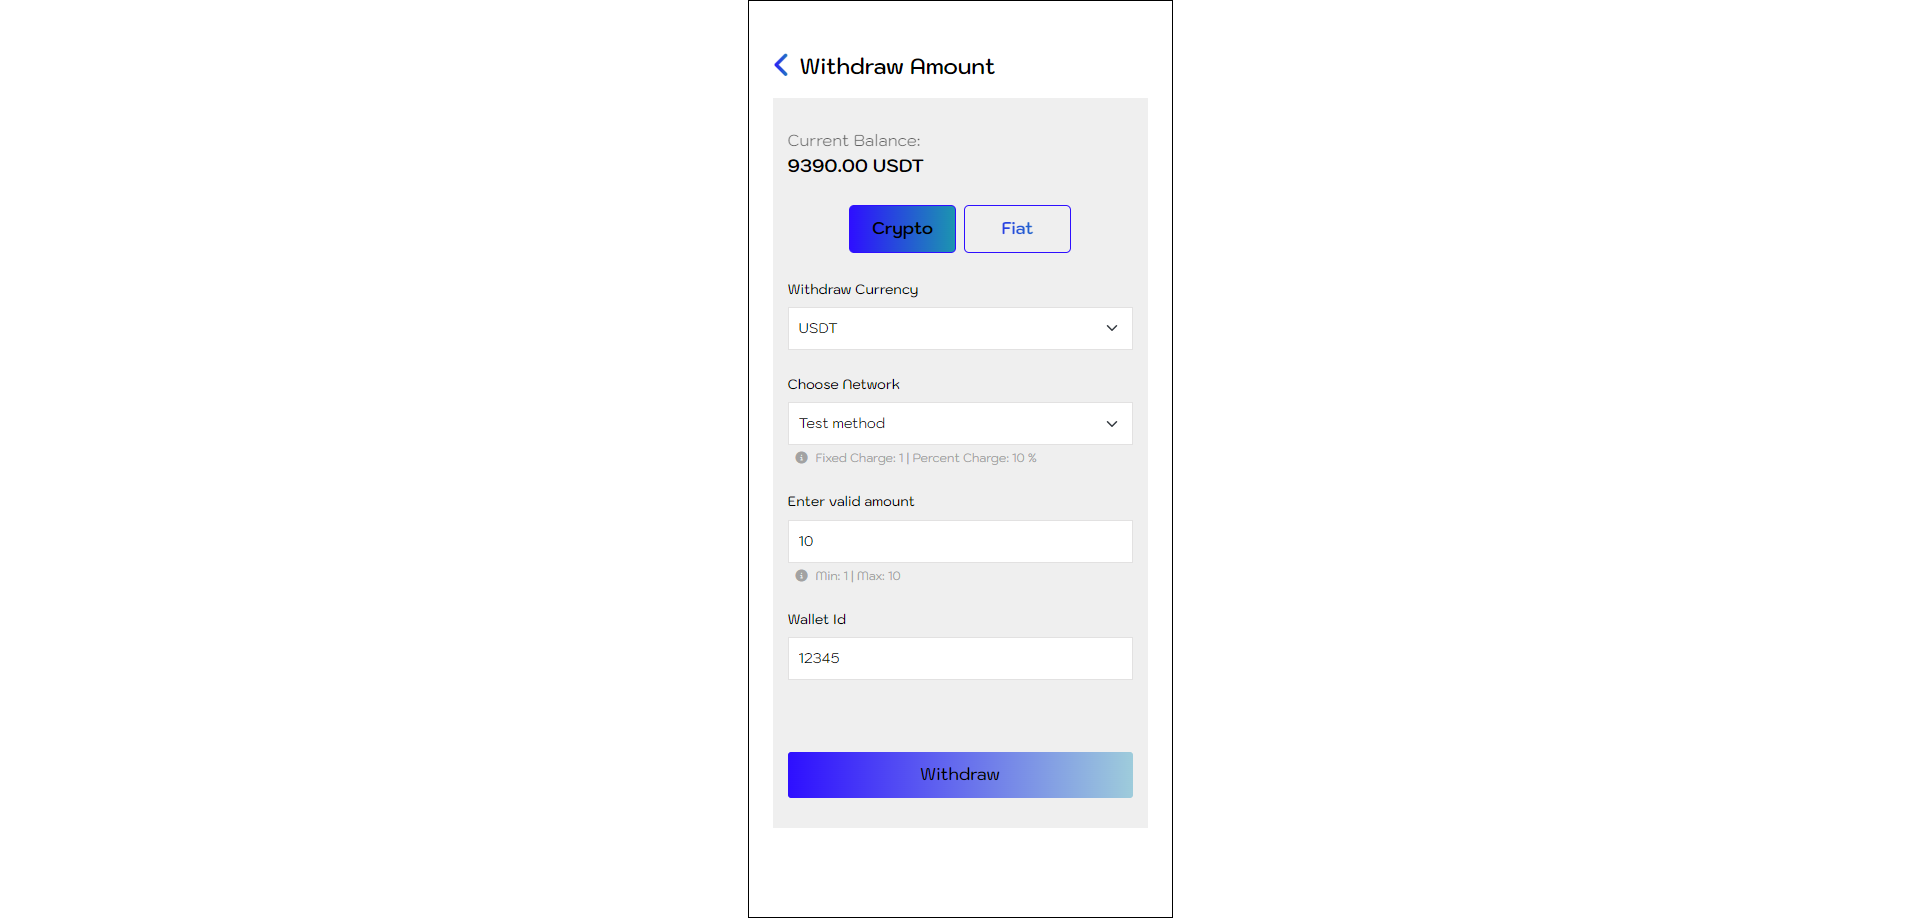 Withdraw Amount
Current Balance:
9390.00 USDT
Crypto Fiat
Withdraw Currency
USDT
Choose Network
Test method
Fixed Charge: 1 | Percent Charge: 10 %
Enter valid amount
10
Min: 1 | Max: 10
Wallet Id
12345
Withdraw